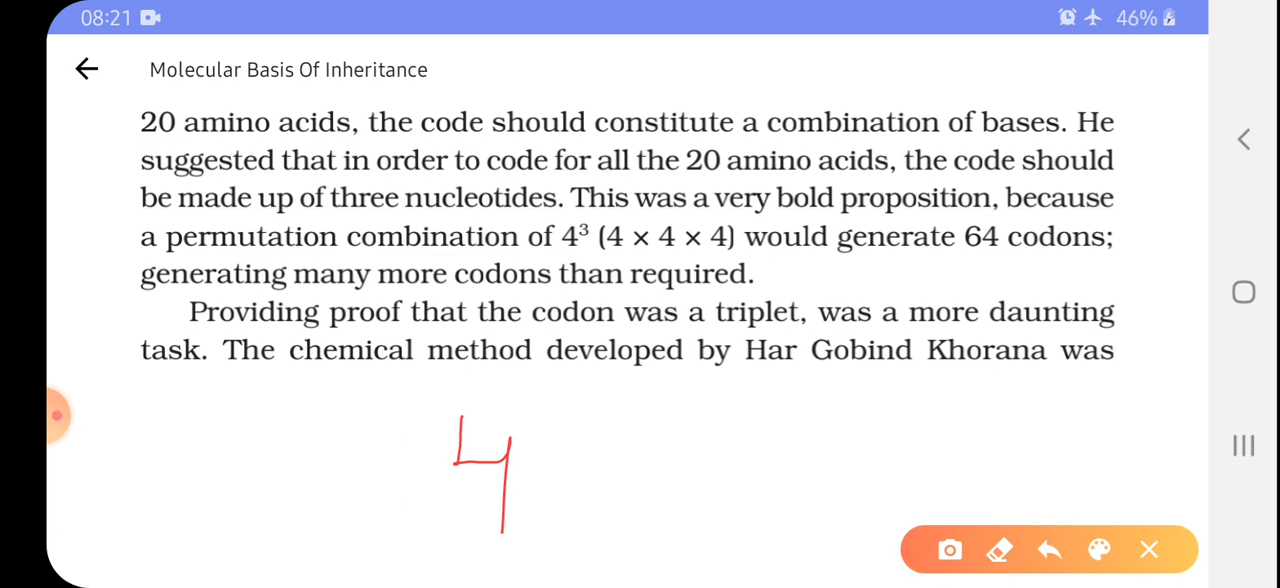 08:21 46%
Molecular Basis Of Inheritance
20 amino acids, the code should constitute a combination of bases. He
suggested that in order to code for all the 20 amino acids, the code should
be made up of three nucleotides. This was a very bold proposition, because
a permutation combination of 4³ (4 × 4 × 4) would generate 64 codons;
generating many more codons than required.
Providing proof that the codon was a triplet, was a more daunting
task. The chemical method developed by Har Gobind Khorana was
4